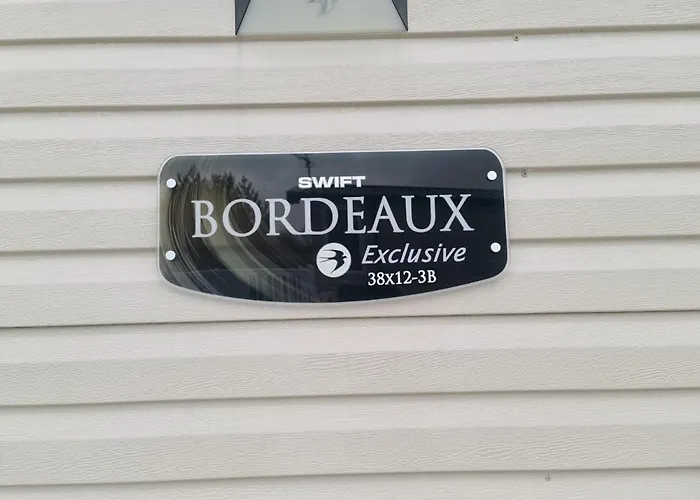 SWIFT
BORDEAUX
Exclusive
38x12-3B